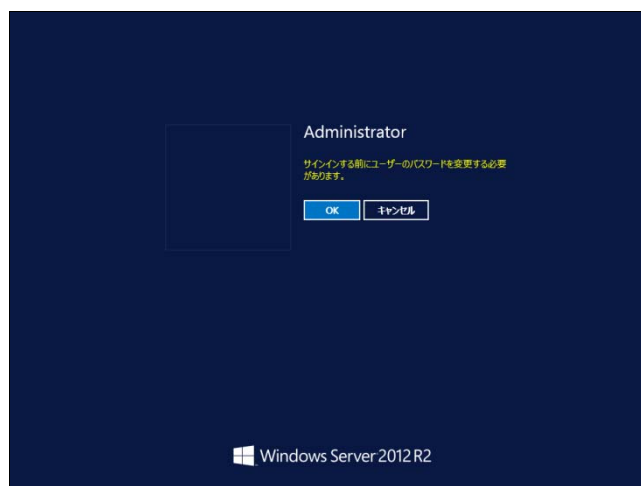 Administrator
サインインする前にユーザーのパスワードを変更する必要
があります。
OK キャンセル
Windows Server 2012 R2